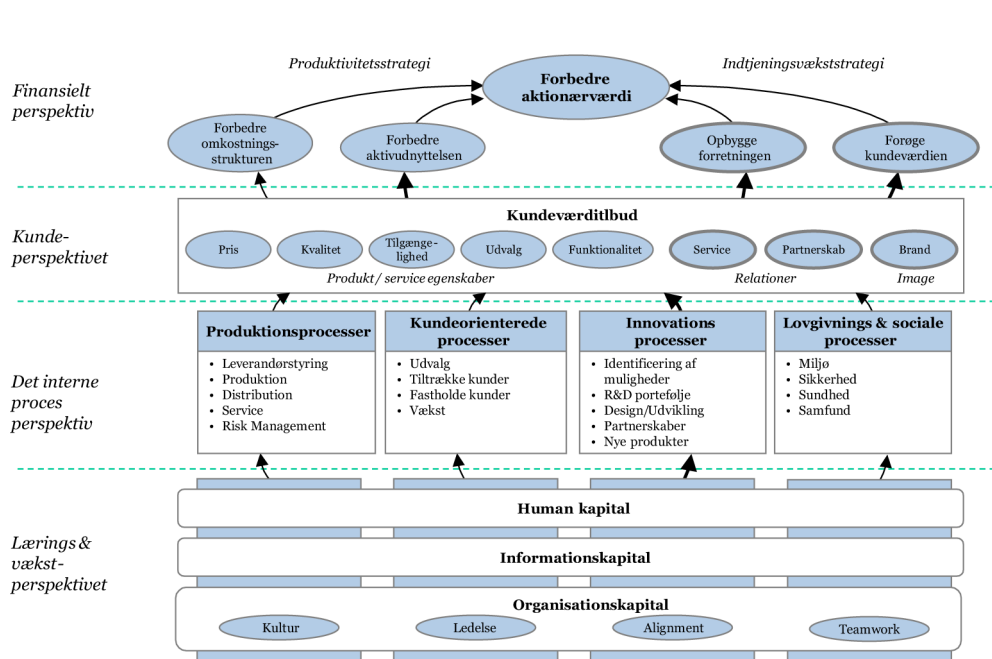 Produktivitetsstrategi
Indtjeningsvækststrategi
Finansielt
perspektiv
Forbedre
aktionærværdi
Forbedre
omkostnings-
strukturen
Forbedre
aktivudnyttelsen
Opbygge
forretningen
Forøge
kundeværdien
Kunde-
perspektivet
Kundeværditlbud
Pris
Kvalitet
Tilgænge-
lighed
Udvalg
Funktionalitet
Service
Partnerskab
Brand
Produkt/ service egenskaber
Relationer
Image
Det interne
proces
perspektiv
Produktionsprocesser
• Leverandørstyring
• Produktion
• Distribution
• Service
• Risk Management
Kundeorienterede
processer
• Udvalg
• Tiltrække kunder
• Fastholde kunder
• Vækst
Innovations
processer
• Identificering af
muligheder
• R&D portefølje
• Design/Udvikling
• Partnerskaber
• Nye produkter
Lovgivnings & sociale
processer
• Miljø
• Sikkerhed
• Sundhed
• Samfund
Lærings &
vækst-
perspektivet
Human kapital
Informationskapital
Organisationskapital
Kultur
Ledelse
Alignment
Teamwork